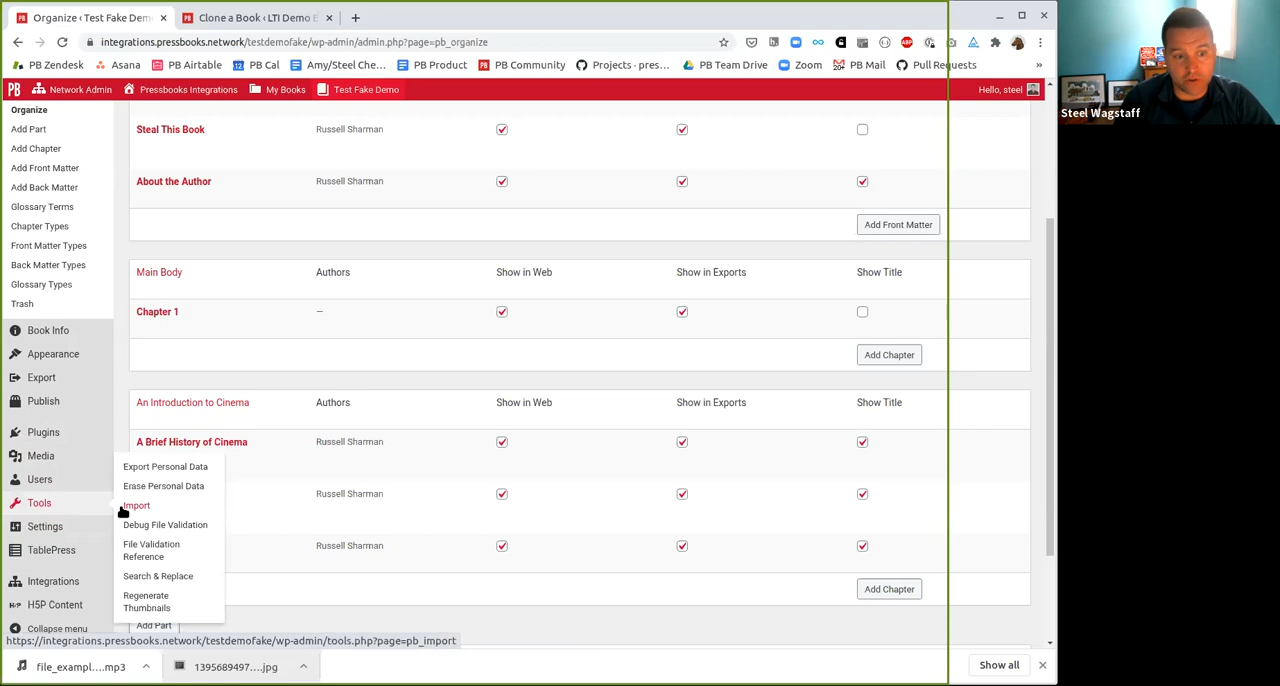 Organize ‹ Test Fake Dem
Clone a Book ‹ LTI Demo
integrations.pressbooks.network/testdemofake/wp-admin/admin.php?page=pb_organize
PB Zendesk Asana PB Airtable PB Cal Amy/Steel Che… PB Product PB Community Projects · pres… PB Team Drive Zoom PB Mail Pull Requests »
PB Network Admin Pressbooks Integrations My Books Test Fake Demo Hello, steel
Steel Wagstaff
Organize
Add Part
Add Chapter
Add Front Matter
Add Back Matter
Glossary Terms
Chapter Types
Front Matter Types
Back Matter Types
Glossary Types
Trash
Book Info
Appearance
Export
Publish
Plugins
Media
Users
Tools
Settings
TablePress
Integrations
H5P Content
Collapse menu
Export Personal Data
Erase Personal Data
Import
Debug File Validation
File Validation
Reference
Search & Replace
Regenerate
Thumbnails
Steal This Book Russell Sharman
About the Author Russell Sharman
Add Front Matter
Main Body Authors Show in Web Show in Exports Show Title
Chapter 1 —
Add Chapter
An Introduction to Cinema Authors Show in Web Show in Exports Show Title
A Brief History of Cinema Russell Sharman
Russell Sharman
Russell Sharman
Add Chapter
Add Part
https://integrations.pressbooks.network/testdemofake/wp-admin/tools.php?page=pb_import
file_exampl….mp3
1395689497….jpg
Show all